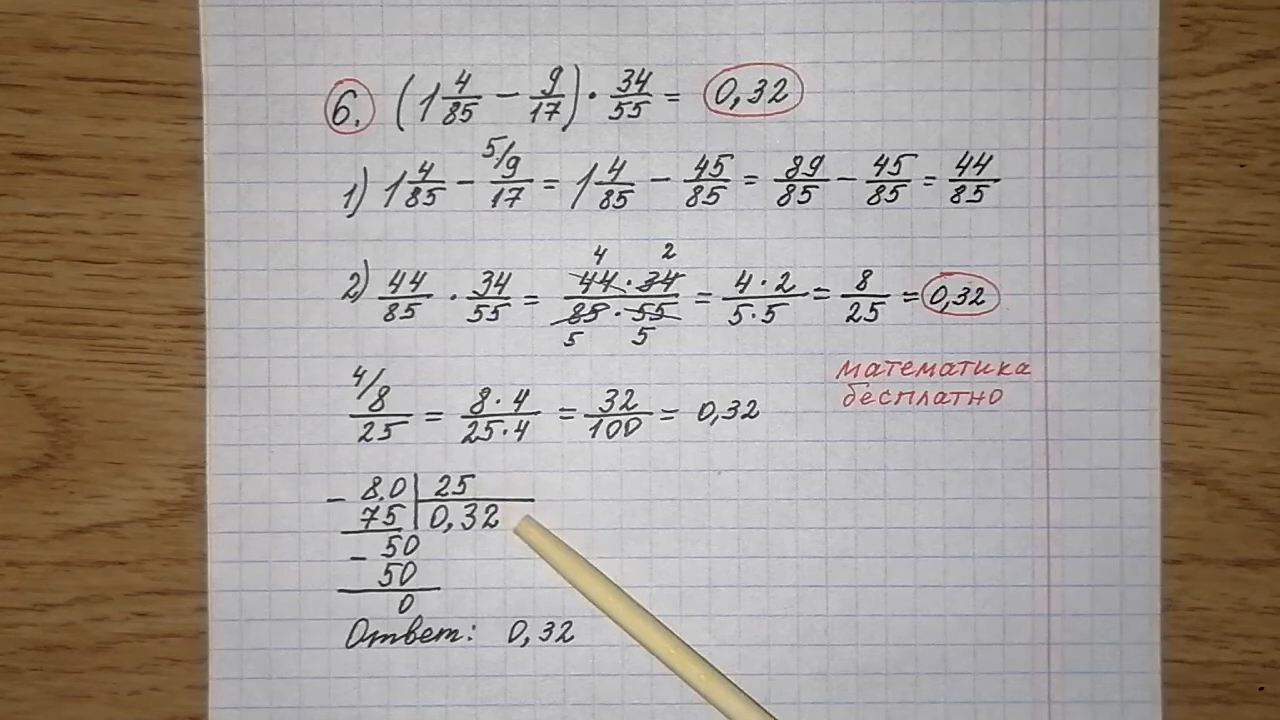 6. (1 4/85 − 9/17) · 34/55 = 0,32
1) 1 4/85 − 5/ 9/17 = 1 4/85 − 45/85 = 89/85 − 45/85 = 44/85
2) 44/85 · 34/55 = 4 2 44·34/85·55 5 5 = 4·2/5·5 = 8/25 = 0,32
математика
бесплатно
4/ 8/25 = 8·4/25·4 = 32/100 = 0,32
− 8.0 | 25
75 | 0,32
− 50
50
0
Ответ: 0,32